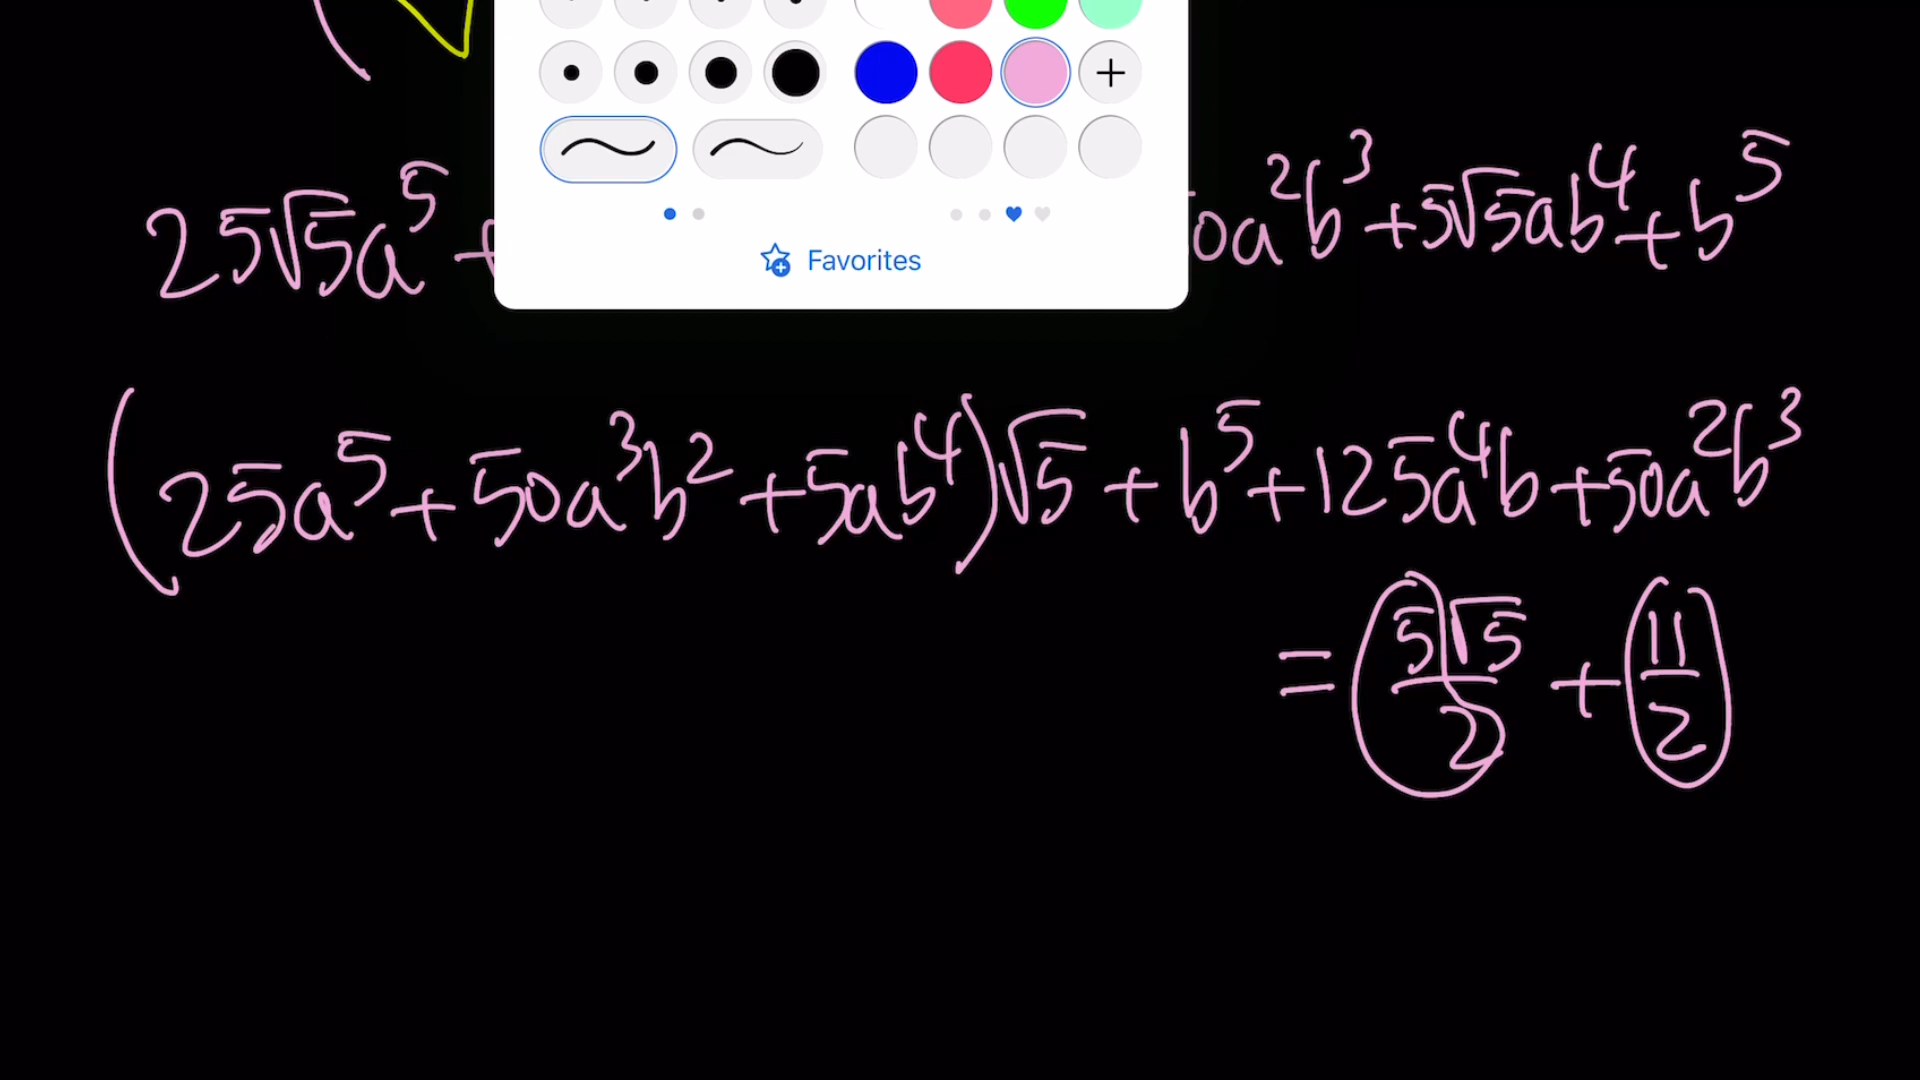 Favorites
25√5a⁵ + 0a²b³+5√5ab⁴+b⁵
(25a⁵+50a³b²+5ab⁴)√5 + b⁵+125a⁴b+50a²b³
= 5√5/2 + 11/2